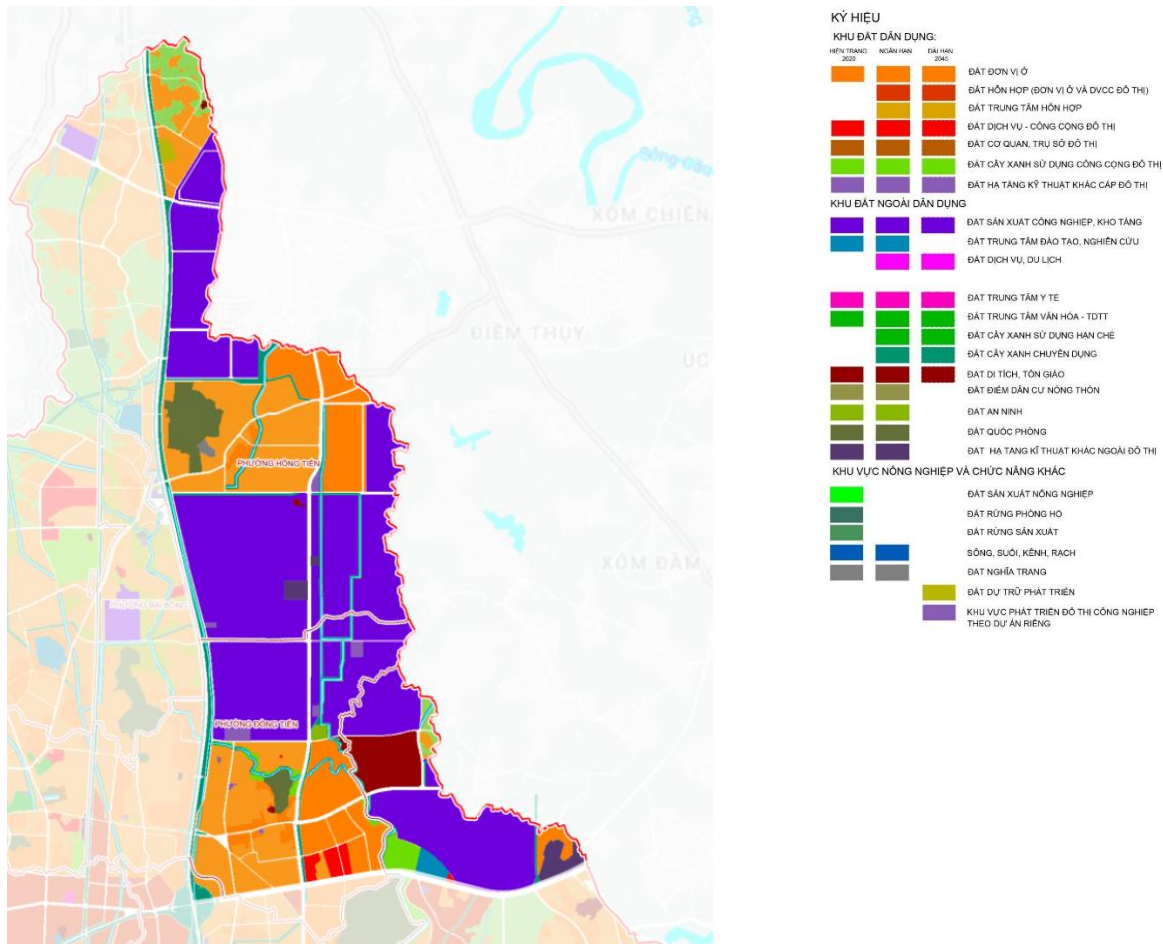 XÓM CHIÊN
ĐIỀM THỤY
ÚC
PHƯỜNG HỒNG TIẾN
XÓM ĐẦM
PHƯỜNG BÃI BÔNG
PHƯỜNG ĐỒNG TIẾN
KÝ HIỆU
KHU ĐẤT DÂN DỤNG:
HIỆN TRẠNG NGẮN HẠN DÀI HẠN
2020 2040
ĐẤT ĐƠN VỊ Ở
ĐẤT HỖN HỢP (ĐƠN VỊ Ở VÀ DVCC ĐÔ THỊ)
ĐẤT TRUNG TÂM HỖN HỢP
ĐẤT DỊCH VỤ - CÔNG CỘNG ĐÔ THỊ
ĐẤT CƠ QUAN, TRỤ SỞ ĐÔ THỊ
ĐẤT CÂY XANH SỬ DỤNG CÔNG CỘNG ĐÔ THỊ
ĐẤT HẠ TẦNG KỸ THUẬT KHÁC CẤP ĐÔ THỊ
KHU ĐẤT NGOÀI DÂN DỤNG
ĐẤT SẢN XUẤT CÔNG NGHIỆP, KHO TÀNG
ĐẤT TRUNG TÂM ĐÀO TẠO, NGHIÊN CỨU
ĐẤT DỊCH VỤ, DU LỊCH
ĐẤT TRUNG TÂM Y TẾ
ĐẤT TRUNG TÂM VĂN HÓA - TDTT
ĐẤT CÂY XANH SỬ DỤNG HẠN CHẾ
ĐẤT CÂY XANH CHUYÊN DỤNG
ĐẤT DI TÍCH, TÔN GIÁO
ĐẤT ĐIỂM DÂN CƯ NÔNG THÔN
ĐẤT AN NINH
ĐẤT QUỐC PHÒNG
ĐẤT HẠ TẦNG KĨ THUẬT KHÁC NGOÀI ĐÔ THỊ
KHU VỰC NÔNG NGHIỆP VÀ CHỨC NĂNG KHÁC
ĐẤT SẢN XUẤT NÔNG NGHIỆP
ĐẤT RỪNG PHÒNG HỘ
ĐẤT RỪNG SẢN XUẤT
SÔNG, SUỐI, KÊNH, RẠCH
ĐẤT NGHĨA TRANG
ĐẤT DỰ TRỮ PHÁT TRIỂN
KHU VỰC PHÁT TRIỂN ĐÔ THỊ CÔNG NGHIỆP
THEO DỰ ÁN RIÊNG